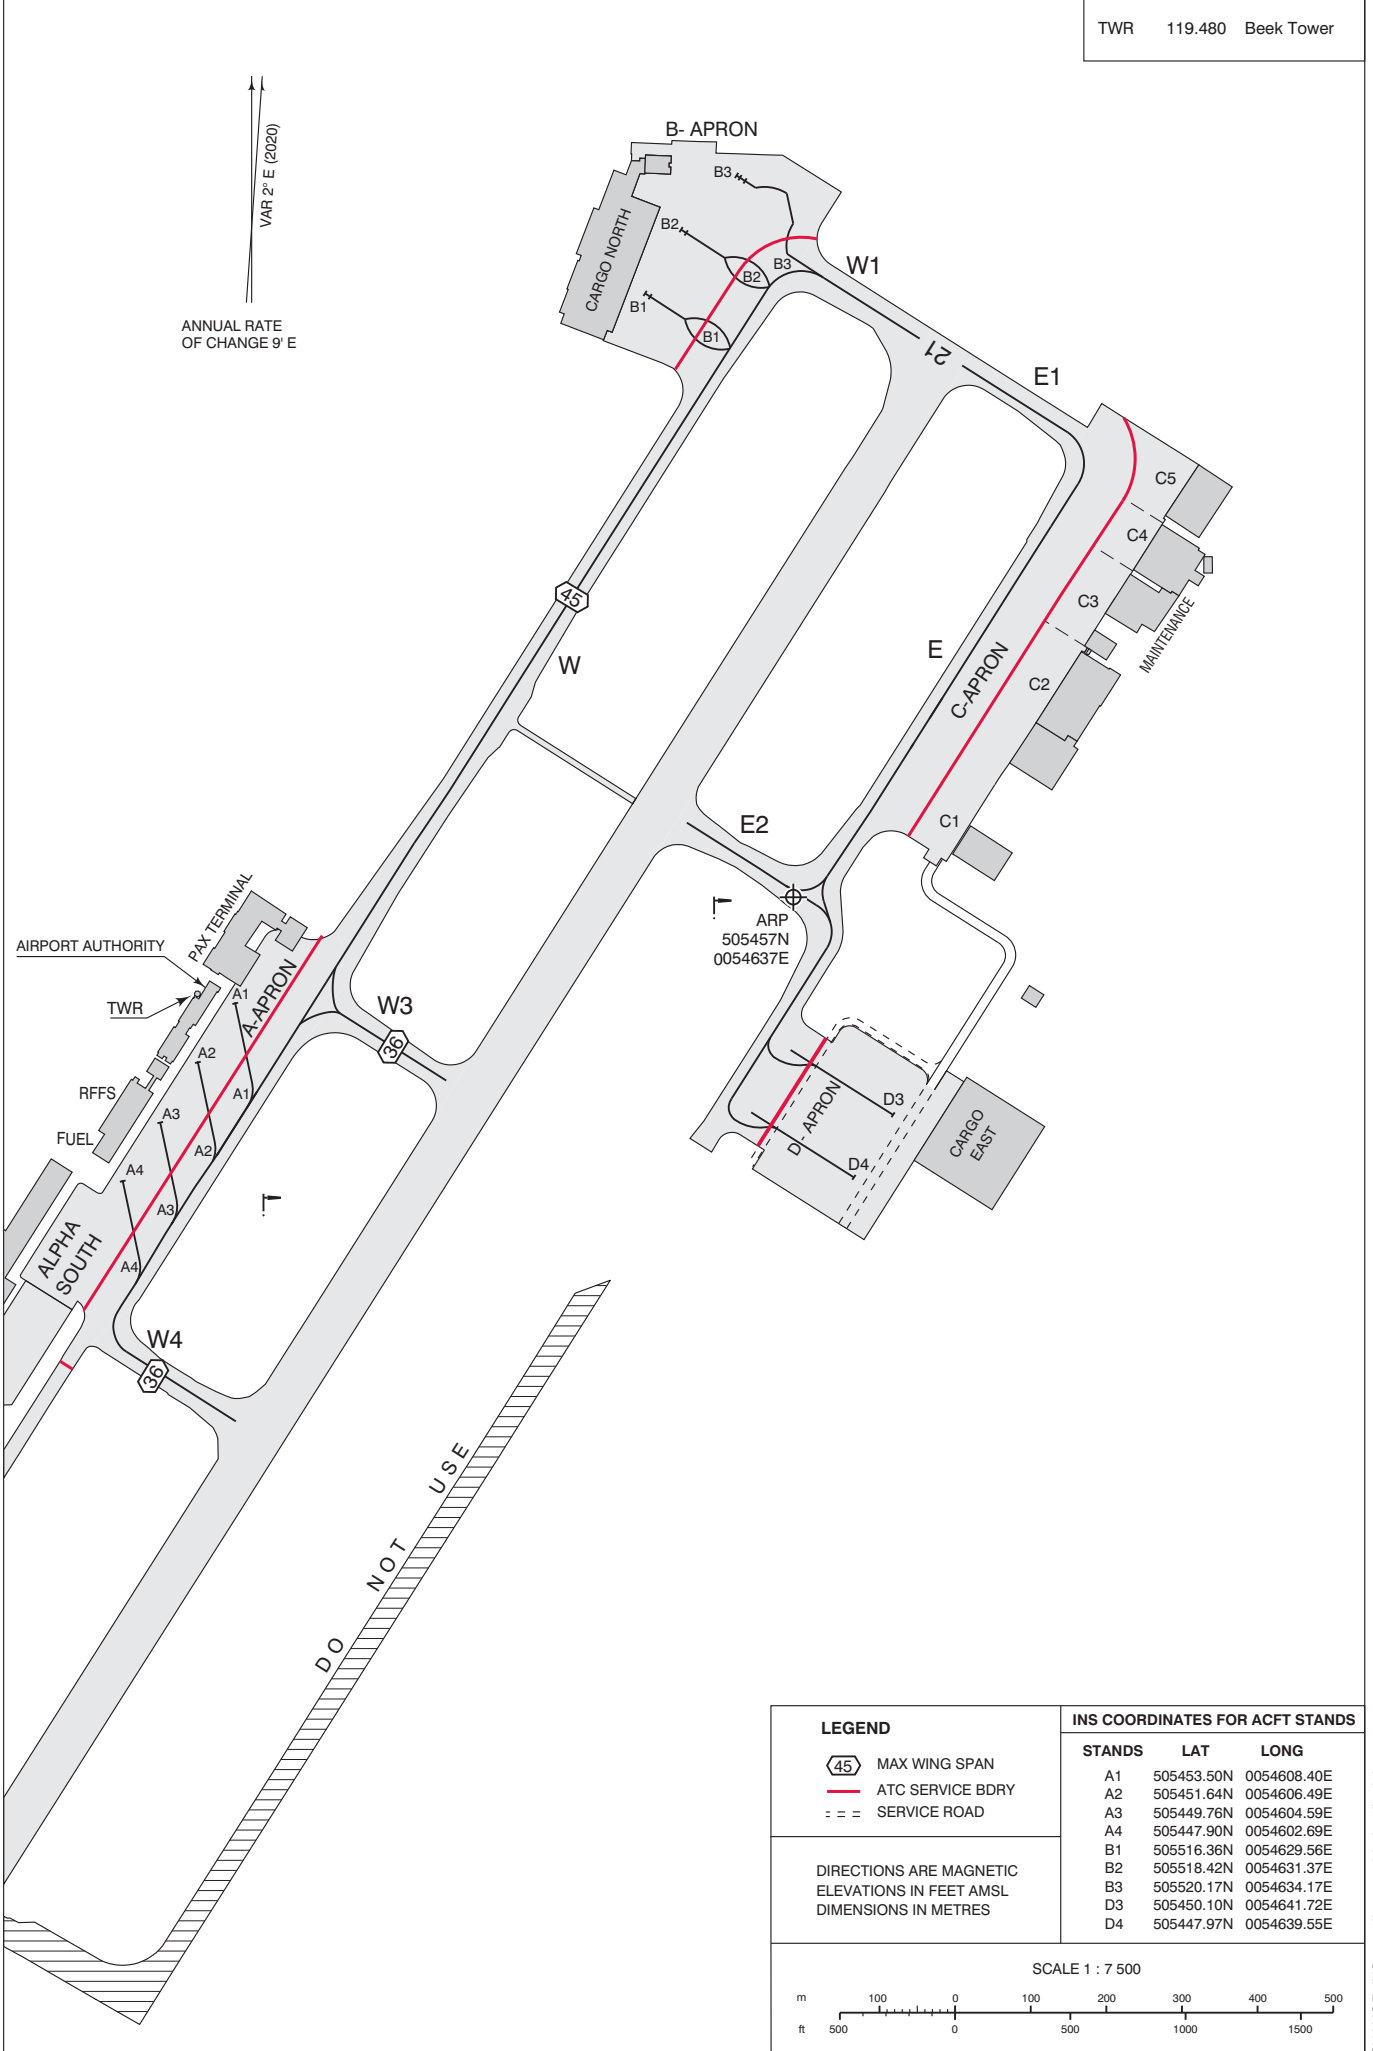 TWR 119.480 Beek Tower
VAR 2° E (2020)
ANNUAL RATE
OF CHANGE 9' E
B- APRON
B3
B2
B1
CARGO NORTH
B3
B2
B1
W1
21
E1
C5
C4
C3
C2
C1
MAINTENANCE
45
W
E
C-APRON
E2
ARP
505457N
0054637E
PAX TERMINAL
AIRPORT AUTHORITY
TWR
A-APRON
A1
A2
A3
A4
A1
A2
A3
A4
RFFS
FUEL
ALPHA
SOUTH
W3
36
W4
36
D - APRON
D3
D4
CARGO
EAST
DO NOT USE
LEGEND
45 MAX WING SPAN
ATC SERVICE BDRY
SERVICE ROAD
DIRECTIONS ARE MAGNETIC
ELEVATIONS IN FEET AMSL
DIMENSIONS IN METRES
INS COORDINATES FOR ACFT STANDS
STANDS LAT LONG
A1 505453.50N 0054608.40E
A2 505451.64N 0054606.49E
A3 505449.76N 0054604.59E
A4 505447.90N 0054602.69E
B1 505516.36N 0054629.56E
B2 505518.42N 0054631.37E
B3 505520.17N 0054634.17E
D3 505450.10N 0054641.72E
D4 505447.97N 0054639.55E
SCALE 1 : 7 500
m 100 0 100 200 300 400 500
ft 500 0 500 1000 1500